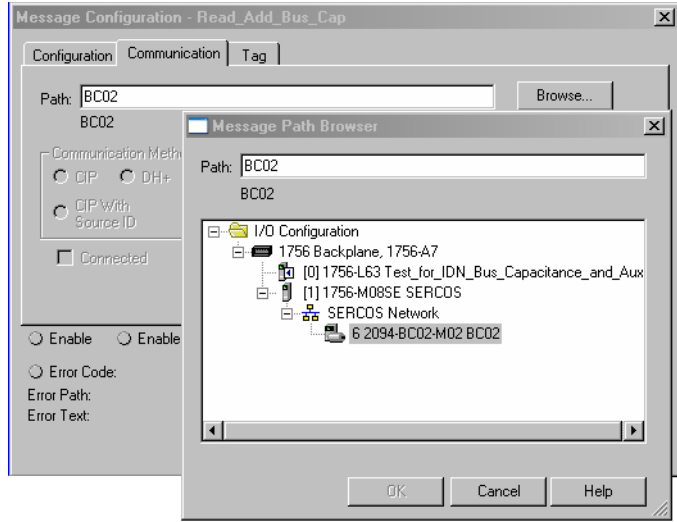 Message Configuration - Read_Add_Bus_Cap
Configuration Communication Tag
Path: BC02
Browse...
BC02
Communication
CIP DH+
CIP With
Source ID
Connected
Enable Enable
Error Code:
Error Path:
Error Text:
Message Path Browser
Path: BC02
BC02
I/O Configuration
1756 Backplane, 1756-A7
[0] 1756-L63 Test_for_IDN_Bus_Capacitance_and_Aux
[1] 1756-M08SE SERCOS
SERCOS Network
6 2094-BC02-M02 BC02
OK Cancel Help